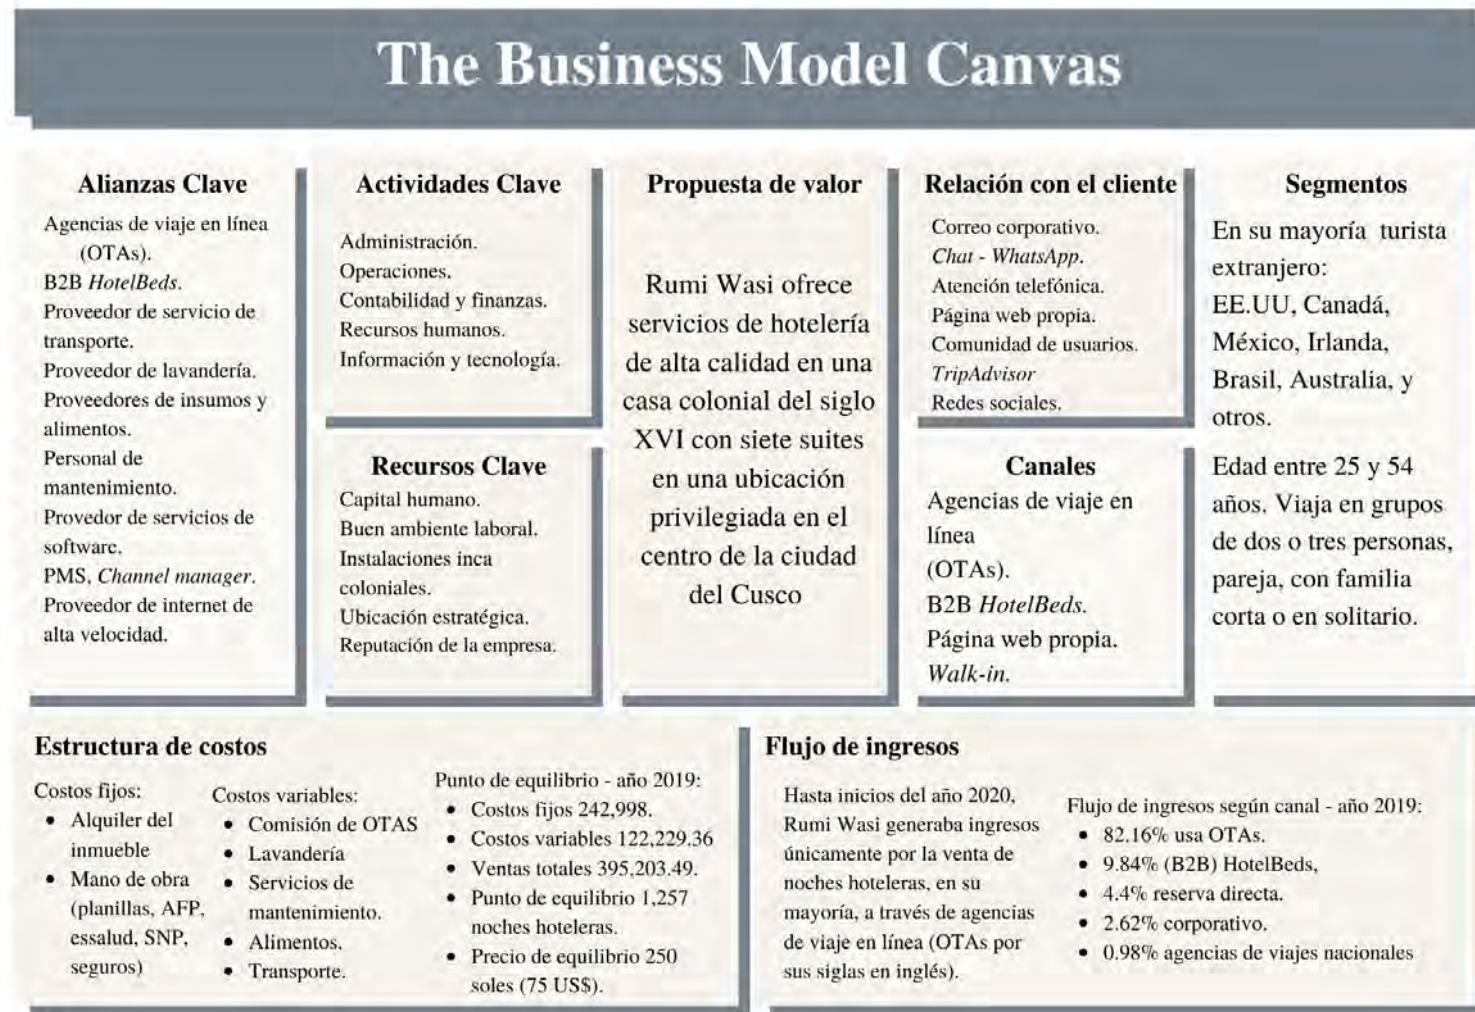 The Business Model Canvas
Alianzas Clave
Agencias de viaje en línea
(OTAs).
B2B HotelBeds.
Proveedor de servicio de
transporte.
Proveedor de lavandería.
Proveedores de insumos y
alimentos.
Personal de
mantenimiento.
Provedor de servicios de
software.
PMS, Channel manager.
Proveedor de internet de
alta velocidad.
Actividades Clave
Administración.
Operaciones.
Contabilidad y finanzas.
Recursos humanos.
Información y tecnología.
Recursos Clave
Capital humano.
Buen ambiente laboral.
Instalaciones inca
coloniales.
Ubicación estratégica.
Reputación de la empresa.
Propuesta de valor
Rumi Wasi ofrece
servicios de hotelería
de alta calidad en una
casa colonial del siglo
XVI con siete suites
en una ubicación
privilegiada en el
centro de la ciudad
del Cusco
Relación con el cliente
Correo corporativo.
Chat - WhatsApp.
Atención telefónica.
Página web propia.
Comunidad de usuarios.
TripAdvisor
Redes sociales.
Canales
Agencias de viaje en
línea
(OTAs).
B2B HotelBeds.
Página web propia.
Walk-in.
Segmentos
En su mayoría turista
extranjero:
EE.UU, Canadá,
México, Irlanda,
Brasil, Australia, y
otros.
Edad entre 25 y 54
años. Viaja en grupos
de dos o tres personas,
pareja, con familia
corta o en solitario.
Estructura de costos
Costos fijos:
• Alquiler del
inmueble
• Mano de obra
(planillas, AFP,
essalud, SNP,
seguros)
Costos variables:
• Comisión de OTAS
• Lavandería
• Servicios de
mantenimiento.
• Alimentos.
• Transporte.
Punto de equilibrio - año 2019:
• Costos fijos 242,998.
• Costos variables 122,229.36
• Ventas totales 395,203.49.
• Punto de equilibrio 1,257
noches hoteleras.
• Precio de equilibrio 250
soles (75 US$).
Flujo de ingresos
Hasta inicios del año 2020,
Rumi Wasi generaba ingresos
únicamente por la venta de
noches hoteleras, en su
mayoría, a través de agencias
de viaje en línea (OTAs por
sus siglas en inglés).
Flujo de ingresos según canal - año 2019:
• 82.16% usa OTAs.
• 9.84% (B2B) HotelBeds,
• 4.4% reserva directa.
• 2.62% corporativo.
• 0.98% agencias de viajes nacionales